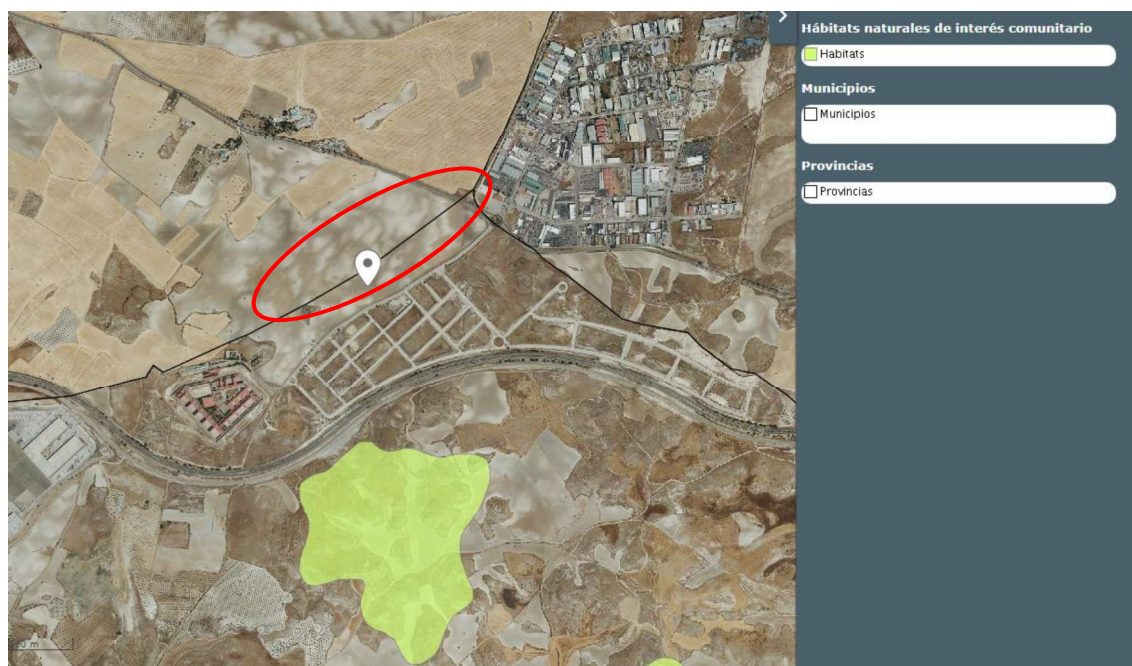 Hábitats naturales de interés comunitario
Habitats
Municipios
Municipios
Provincias
Provincias